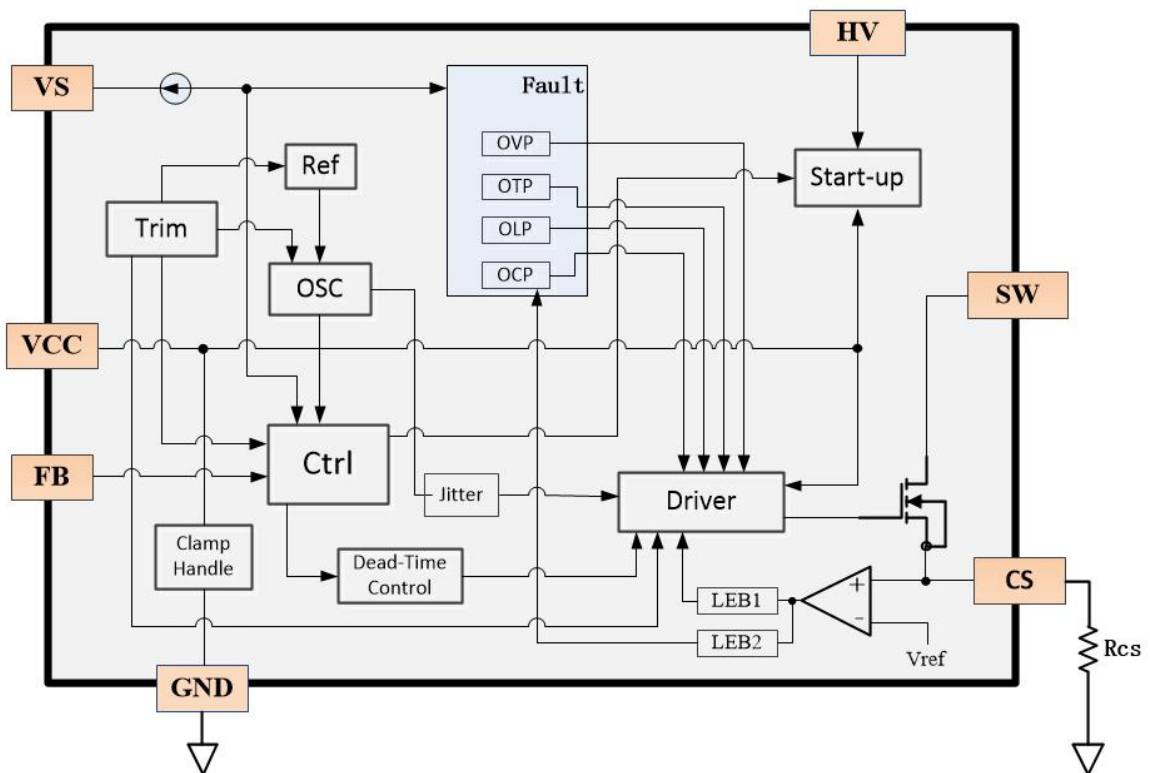 HV
VS
Fault
OVP
Ref
OTP
Start-up
Trim
OLP
OSC
OCP
SW
VCC
Ctrl
FB
Jitter
Driver
Clamp
Handle
Dead-Time
Control
CS
LEB1
+
-
LEB2
Vref
Rcs
GND